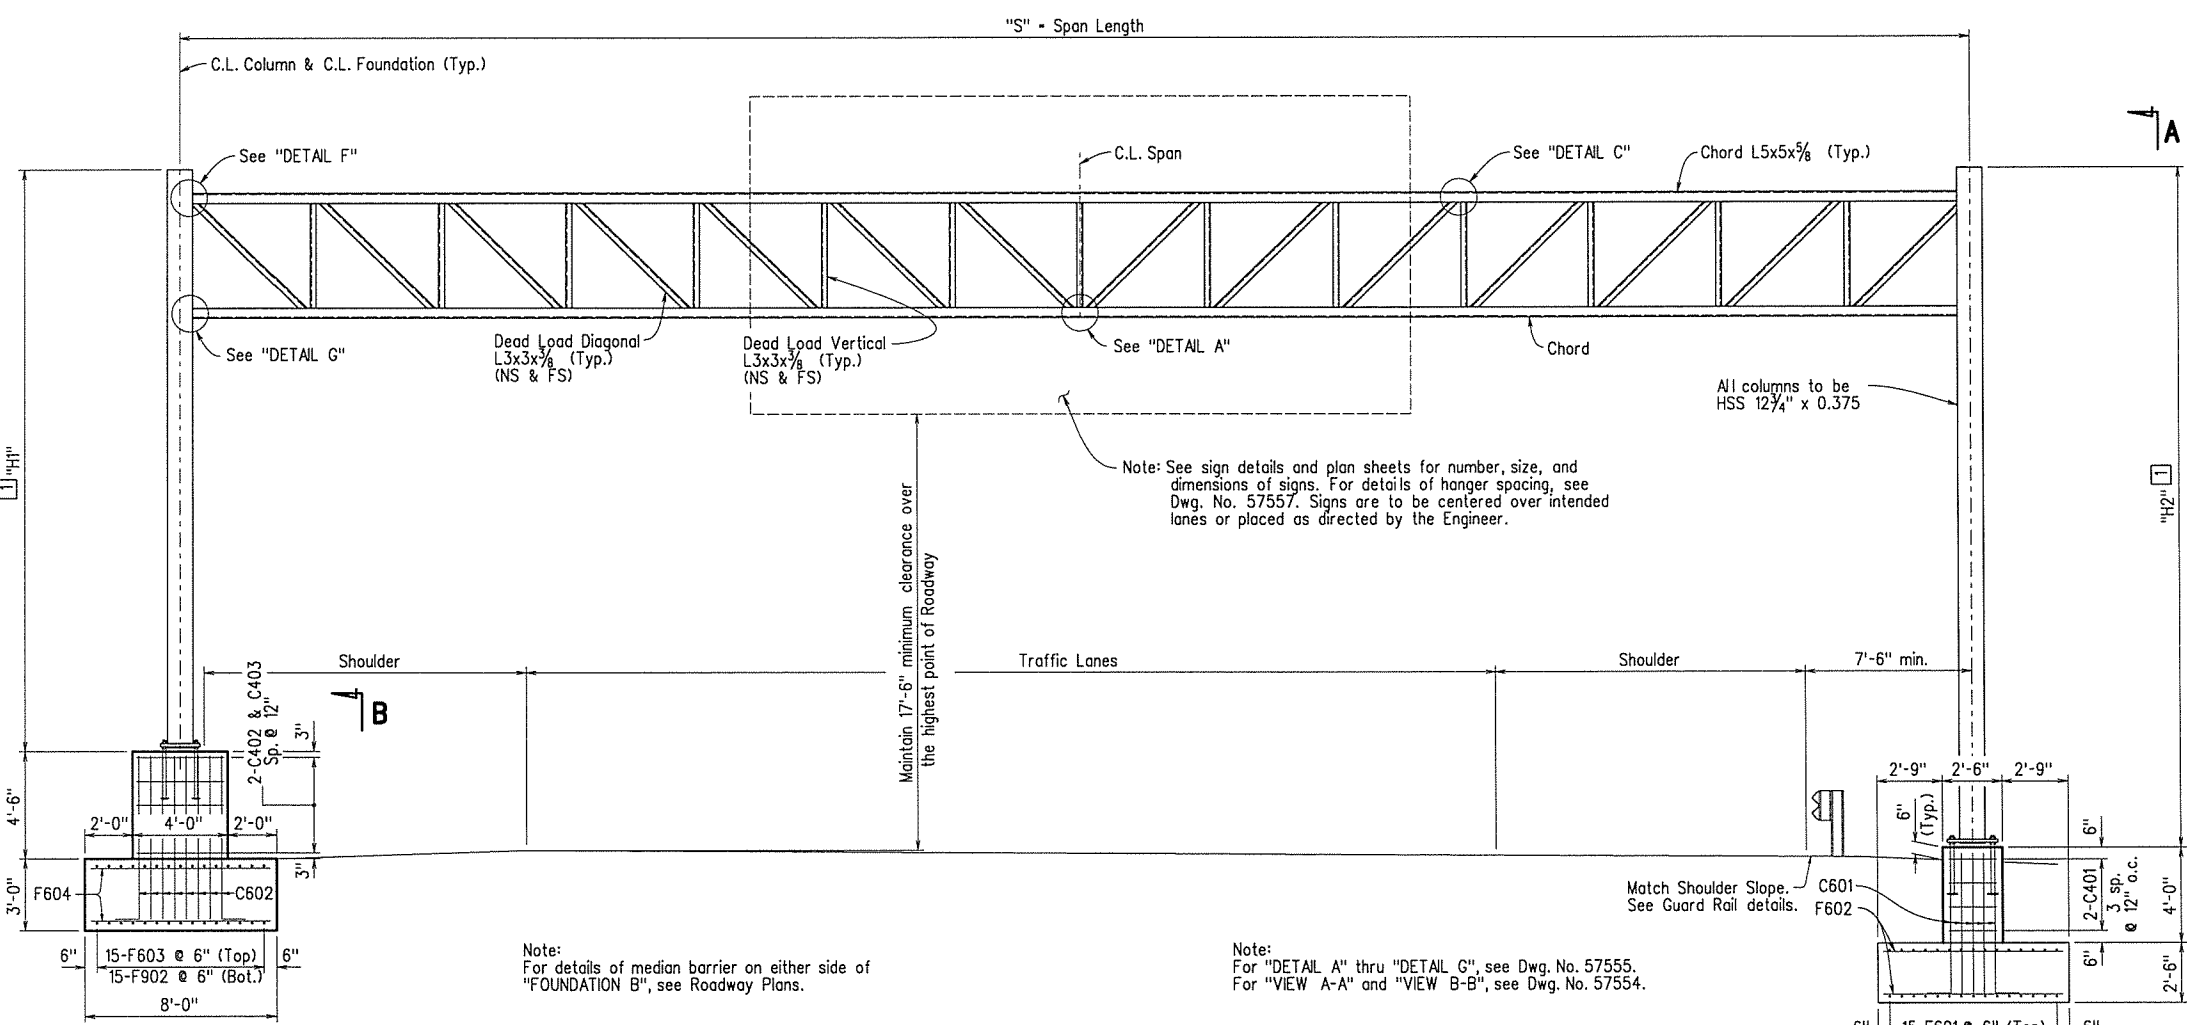 "S" - Span Length
C.L. Column & C.L. Foundation (Typ.)
A
See "DETAIL F"
C.L. Span
See "DETAIL C"
Chord L5x5x⅝ (Typ.)
See "DETAIL G"
Dead Load Diagonal
L3x3x⅜ (Typ.)
(NS & FS)
Dead Load Vertical
L3x3x⅜ (Typ.)
(NS & FS)
See "DETAIL A"
Chord
All columns to be
HSS 12¾" x 0.375
1 "H1"
"H2" 1
Note: See sign details and plan sheets for number, size, and
dimensions of signs. For details of hanger spacing, see
Dwg. No. 57557. Signs are to be centered over intended
lanes or placed as directed by the Engineer.
Maintain 17'-6" minimum clearance over
the highest point of Roadway
Shoulder
Traffic Lanes
Shoulder
7'-6" min.
B
2-C402 & C403
Sp. @ 12"
3"
4'-6"
2'-0"
4'-0"
2'-0"
3"
3'-0"
F604
C602
6"
15-F603 @ 6" (Top)
6"
15-F902 @ 6" (Bot.)
8'-0"
Note:
For details of median barrier on either side of
"FOUNDATION B", see Roadway Plans.
Note:
For "DETAIL A" thru "DETAIL G", see Dwg. No. 57555.
For "VIEW A-A" and "VIEW B-B", see Dwg. No. 57554.
2'-9"
2'-6"
2'-9"
6"
(Typ.)
6"
Match Shoulder Slope.
See Guard Rail details.
C601
F602
2-C401
3 sp.
@ 12" o.c.
4'-0"
6"
2'-6"
6"
15-F601 @ 6" (Top)
6"